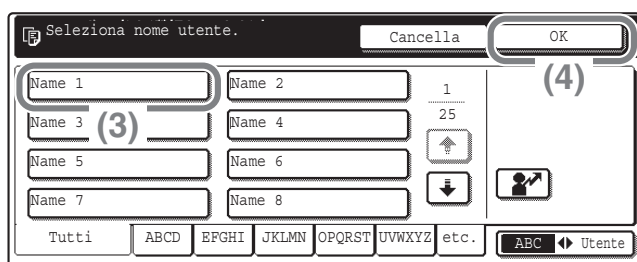 Seleziona nome utente.
Cancella
OK
(4)
Name 1
Name 2
1
25
(3)
Name 3
Name 4
Name 5
Name 6
Name 7
Name 8
Tutti
ABCD
EFGHI
JKLMN
OPQRST
UVWXYZ
etc.
ABC
Utente